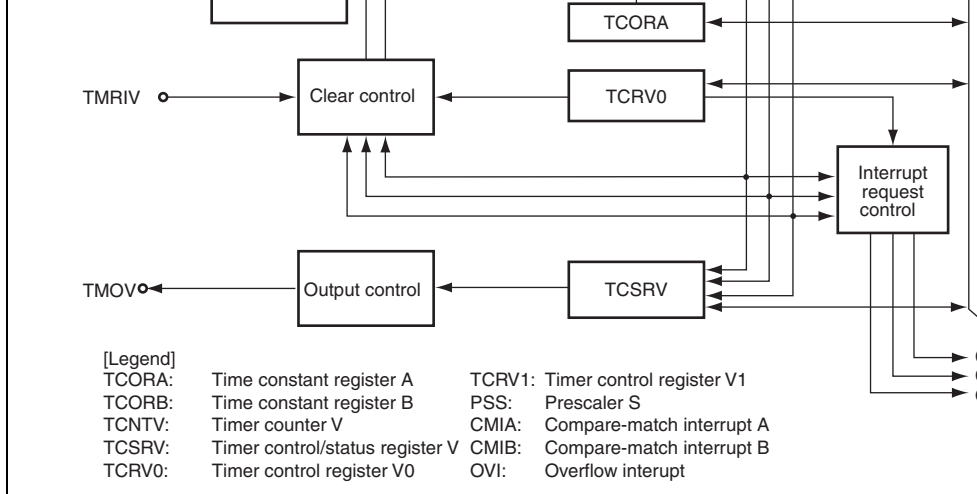 TCORA
TMRIV
Clear control
TCRV0
Interrupt
request
control
TMOV
Output control
TCSRV
[Legend]
TCORA: Time constant register A
TCORB: Time constant register B
TCNTV: Timer counter V
TCSRV: Timer control/status register V
TCRV0: Timer control register V0
TCRV1: Timer control register V1
PSS: Prescaler S
CMIA: Compare-match interrupt A
CMIB: Compare-match interrupt B
OVI: Overflow interupt